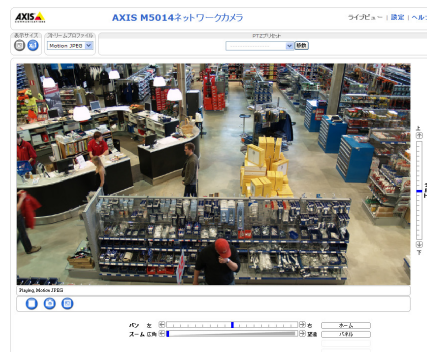 AXIS
AXIS M5014ネットワークカメラ
ライブビュー | 設定 | ヘル
表示サイズ
ストリームプロファイル
Motion JPEG
PTZプリセット
移動
上
下
Playing, Motion JPEG
パン 左 右 ホーム
ズーム 広角 望遠 パネル